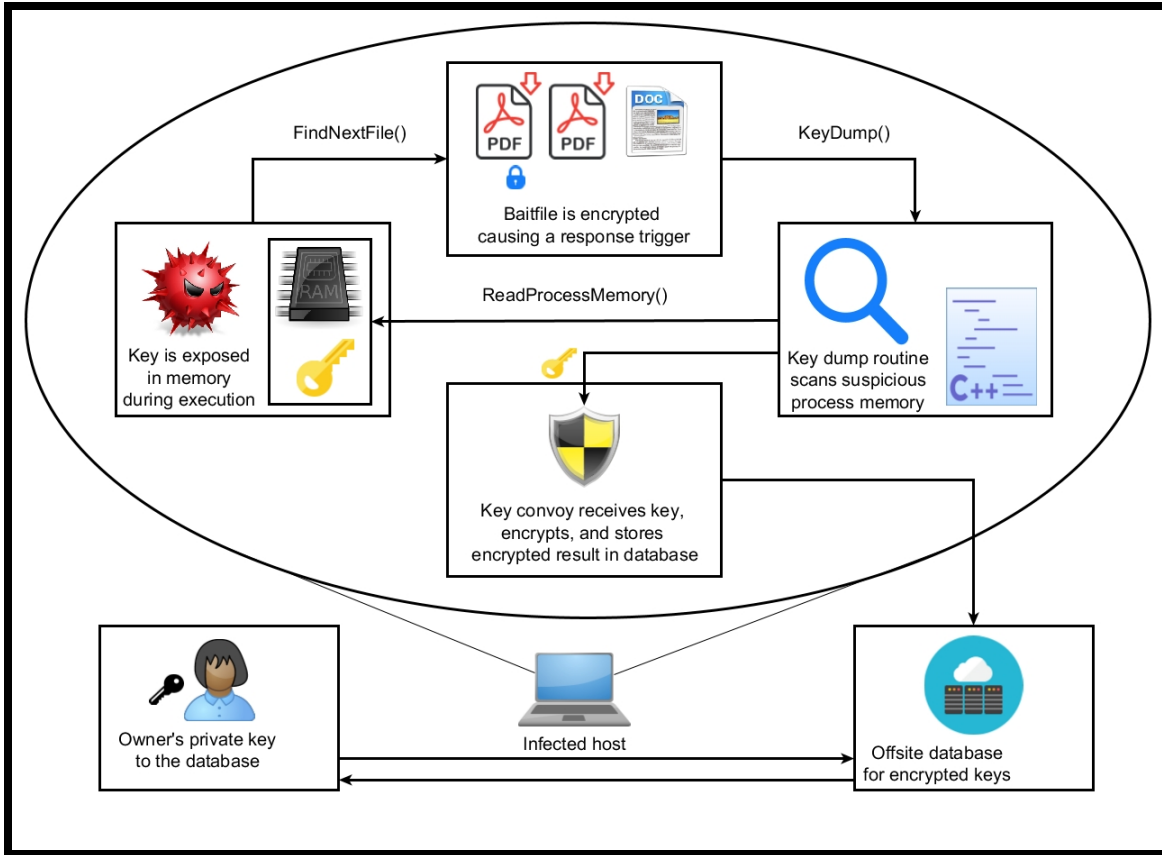 FindNextFile()
PDF
PDF
DOC
Baitfile is encrypted
causing a response trigger
KeyDump()
RAM
Key is exposed
in memory
during execution
ReadProcessMemory()
C++
Key dump routine
scans suspicious
process memory
Key convoy receives key,
encrypts, and stores
encrypted result in database
Owner's private key
to the database
Infected host
Offsite database
for encrypted keys